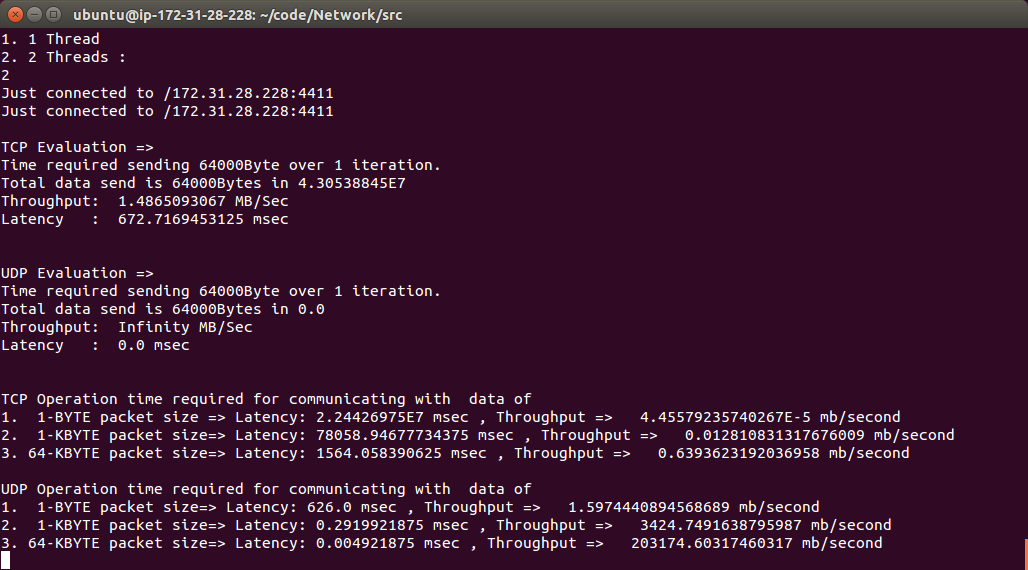 ubuntu@ip-172-31-28-228: ~/code/Network/src
1. 1 Thread
2. 2 Threads :
2
Just connected to /172.31.28.228:4411
Just connected to /172.31.28.228:4411
TCP Evaluation =>
Time required sending 64000Byte over 1 iteration.
Total data send is 64000Bytes in 4.30538845E7
Throughput:  1.4865093067 MB/Sec
Latency   :  672.7169453125 msec
UDP Evaluation =>
Time required sending 64000Byte over 1 iteration.
Total data send is 64000Bytes in 0.0
Throughput:  Infinity MB/Sec
Latency   :  0.0 msec
TCP Operation time required for communicating with  data of
1.  1-BYTE packet size => Latency: 2.24426975E7 msec , Throughput =>   4.45579235740267E-5 mb/second
2.  1-KBYTE packet size=> Latency: 78058.94677734375 msec , Throughput =>   0.012810831317676009 mb/second
3. 64-KBYTE packet size=> Latency: 1564.058390625 msec , Throughput =>   0.6393623192036958 mb/second
UDP Operation time required for communicating with  data of
1.  1-BYTE packet size=> Latency: 626.0 msec , Throughput =>   1.5974440894568689 mb/second
2.  1-KBYTE packet size=> Latency: 0.2919921875 msec , Throughput =>   3424.7491638795987 mb/second
3. 64-KBYTE packet size=> Latency: 0.004921875 msec , Throughput =>   203174.60317460317 mb/second